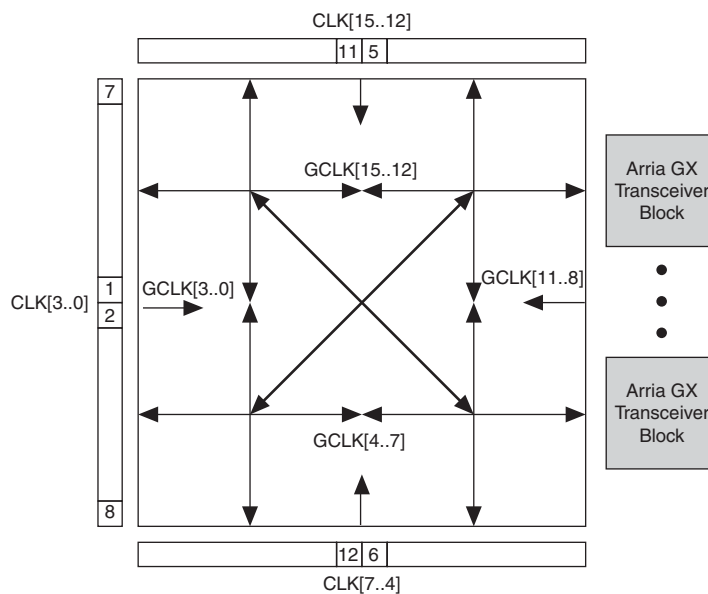 CLK[15..12]
11 5
7
GCLK[15..12]
Arria GX
Transceiver
Block
1
CLK[3..0]
2
GCLK[3..0]
GCLK[11..8]
Arria GX
Transceiver
Block
GCLK[4..7]
8
12 6
CLK[7..4]